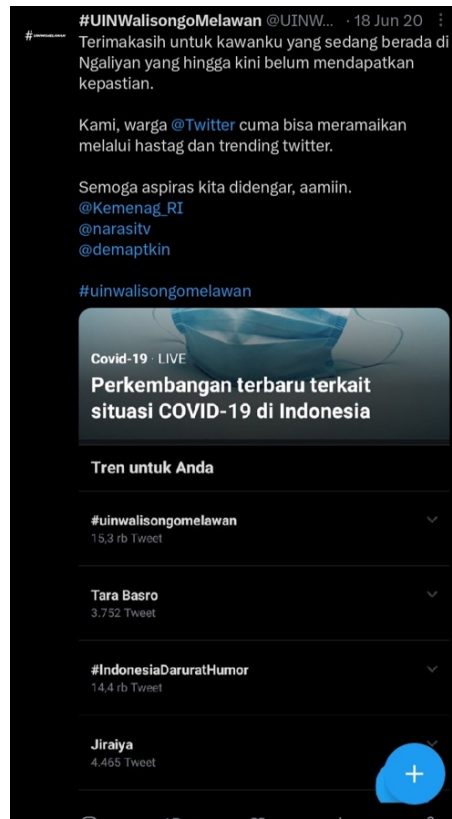 #UINWalisongoMelawan @UINW... · 18 Jun 20
Terimakasih untuk kawanku yang sedang berada di
Ngaliyan yang hingga kini belum mendapatkan
kepastian.
Kami, warga @Twitter cuma bisa meramaikan
melalui hastag dan trending twitter.
Semoga aspiras kita didengar, aamiin.
@Kemenag_RI
@narasitv
@demaptkin
#uinwalisongomelawan
Covid-19 · LIVE
Perkembangan terbaru terkait
situasi COVID-19 di Indonesia
Tren untuk Anda
#uinwalisongomelawan
15,3 rb Tweet
Tara Basro
3.752 Tweet
#IndonesiaDaruratHumor
14,4 rb Tweet
Jiraiya
4.465 Tweet